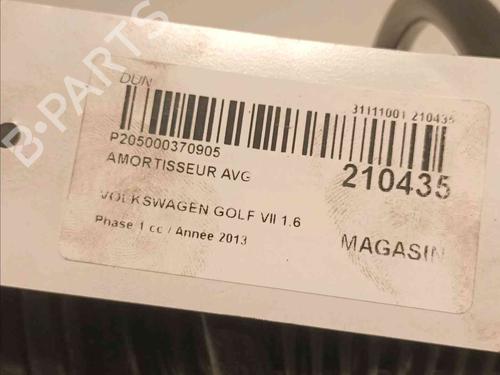 B-PARTS
DUN
31111001 210435
P205000370905
AMORTISSEUR AVG
210435
VOLKSWAGEN GOLF VII 1.6
Phase 1 cc / Année 2013
MAGASIN